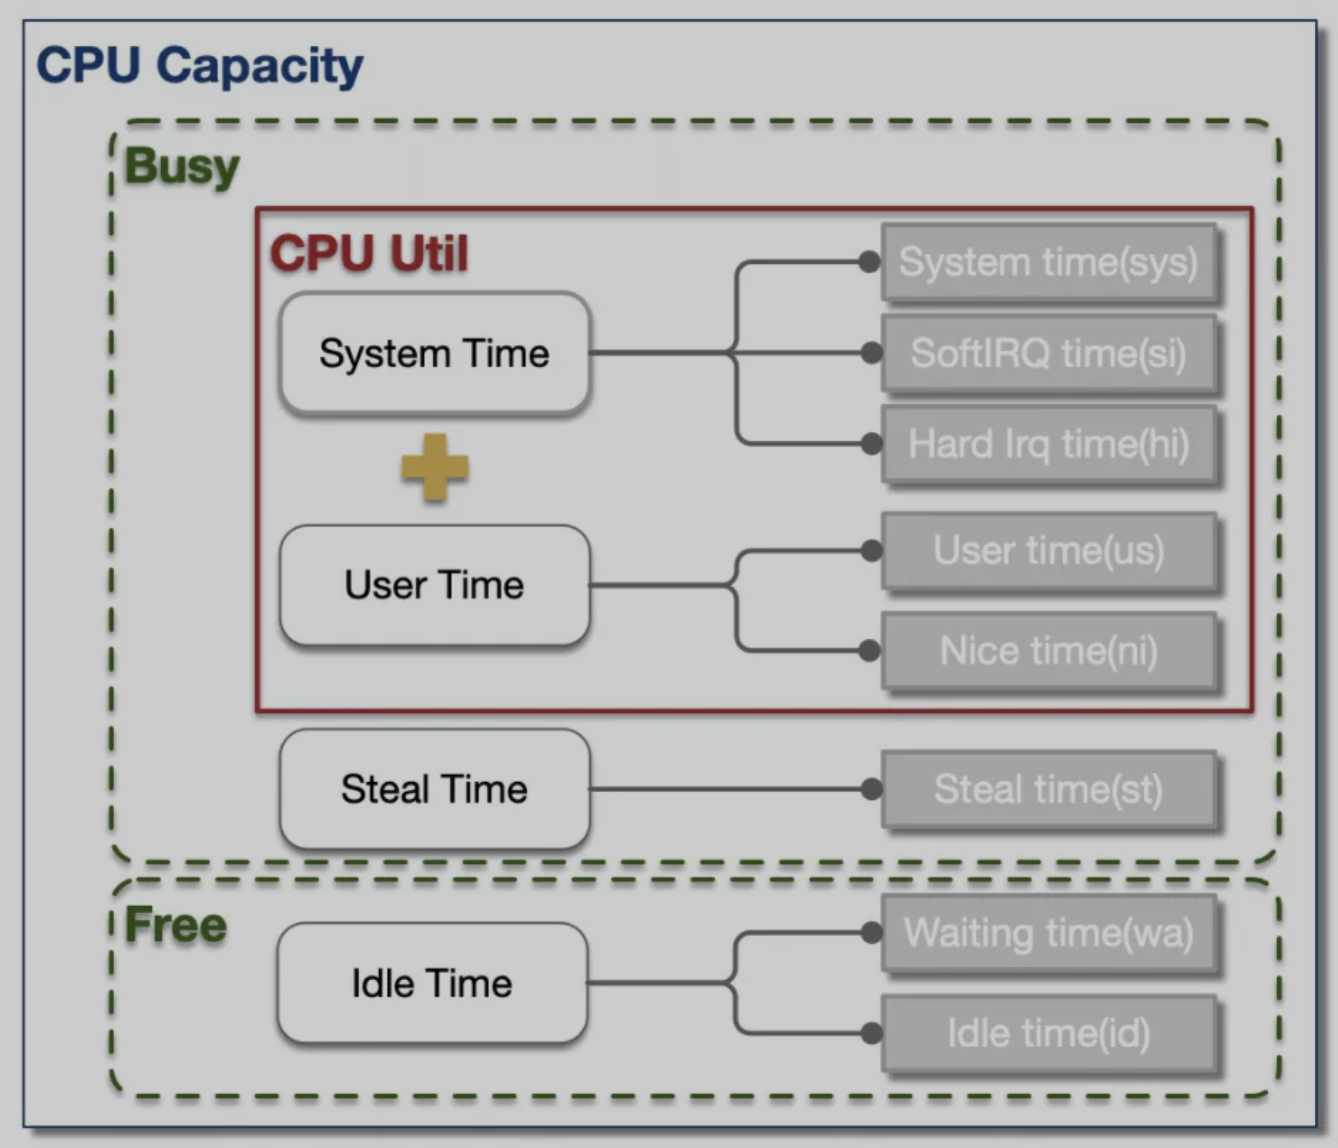 CPU Capacity
Busy
CPU Util
System Time
System time(sys)
SoftIRQ time(si)
Hard Irq time(hi)
User Time
User time(us)
Nice time(ni)
Steal Time
Steal time(st)
Free
Idle Time
Waiting time(wa)
Idle time(id)